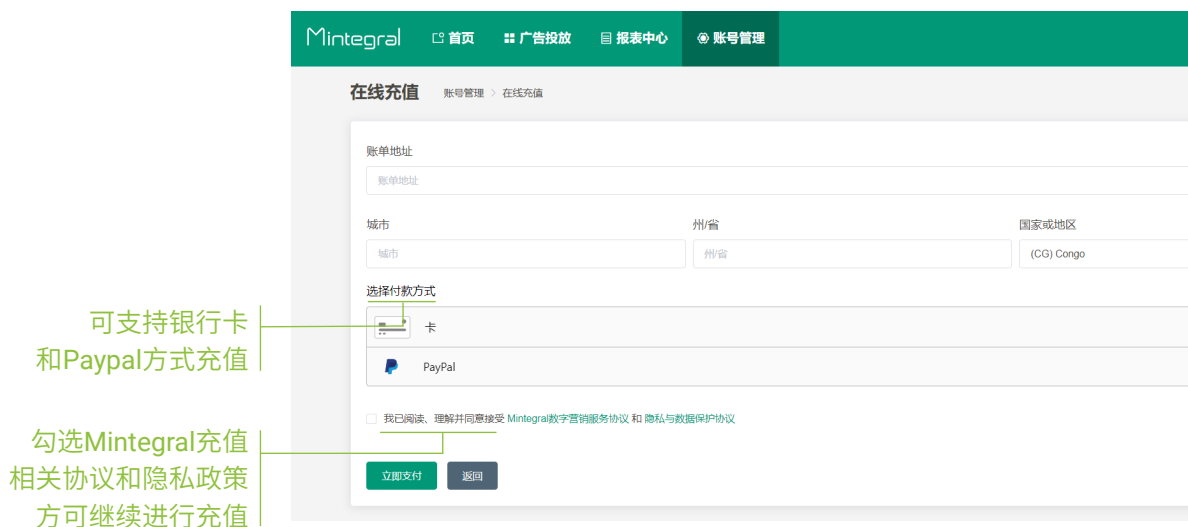 Mintegral 首页 广告投放 报表中心 账号管理
在线充值 账号管理 > 在线充值
账单地址
账单地址
城市 州/省 国家或地区
城市 州/省 (CG) Congo
选择付款方式
卡
PayPal
可支持银行卡
和Paypal方式充值
我已阅读、理解并同意接受 Mintegral数字营销服务协议 和 隐私与数据保护协议
勾选Mintegral充值
相关协议和隐私政策
方可继续进行充值
立即支付 返回